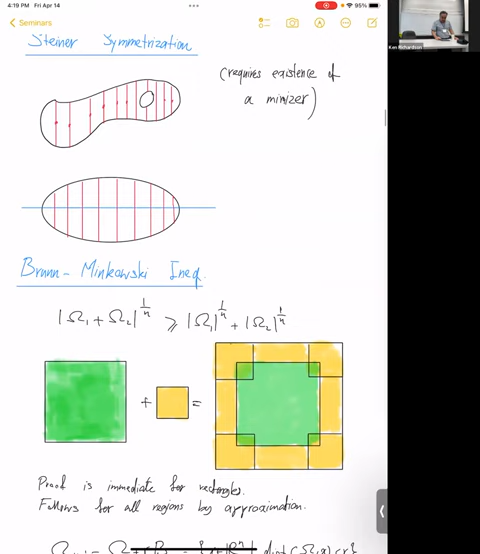 4:19 PM Fri Apr 14
95%
Seminars
Ken Richardson
Steiner Symmetrization
(requires existence of
a minizer)
Brunn-Minkowski Ineq.
|Ω₁ + Ω₂|^{1/n} ≥ |Ω₁|^{1/n} + |Ω₂|^{1/n}
+ =
Proof is immediate for rectangles.
Follows for all regions by approximation.